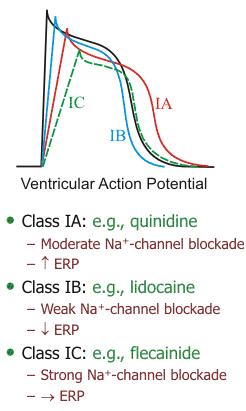 IC
IA
IB
Ventricular Action Potential
• Class IA: e.g., quinidine
– Moderate Na⁺-channel blockade
– ↑ ERP
• Class IB: e.g., lidocaine
– Weak Na⁺-channel blockade
– ↓ ERP
• Class IC: e.g., flecainide
– Strong Na⁺-channel blockade
– → ERP